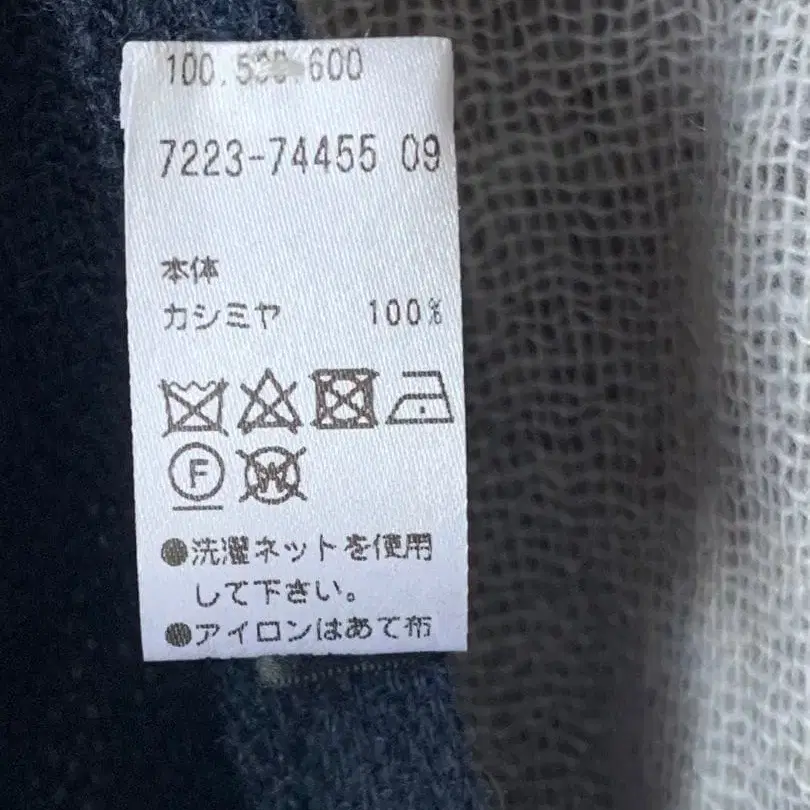 100. 600
7223-74455 09
本体
カシミヤ 100%
F
W
●洗濯ネットを使用
して下さい。
●アイロンはあて布